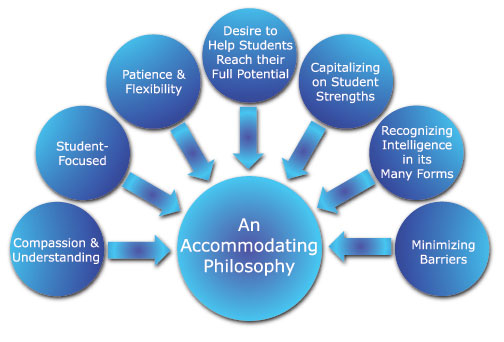 Compassion &
Understanding
Student-
Focused
Patience &
Flexibility
Desire to
Help Students
Reach their
Full Potential
Capitalizing
on Student
Strengths
Recognizing
Intelligence
in its
Many Forms
Minimizing
Barriers
An
Accommodating
Philosophy